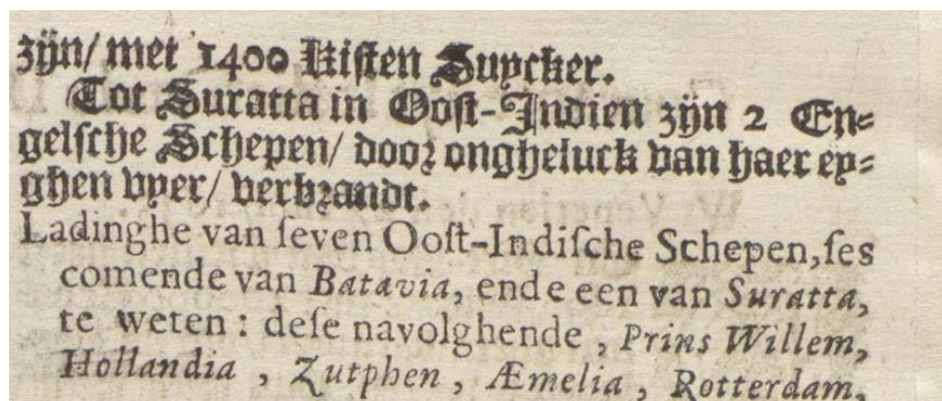 zijn/ met 1400 Kisten Suycker.
Tot Suratta in Oost-Indien zijn 2 En-
gelsche Schepen/ door ongheluck van haer ey-
ghen vyer/ verbrandt.
Ladinghe van seven Oost-Indische Schepen, ses
comende van Batavia, ende een van Suratta,
te weten : dese navolghende , Prins Willem,
Hollandia , Zutphen , Æmelia , Rotterdam,